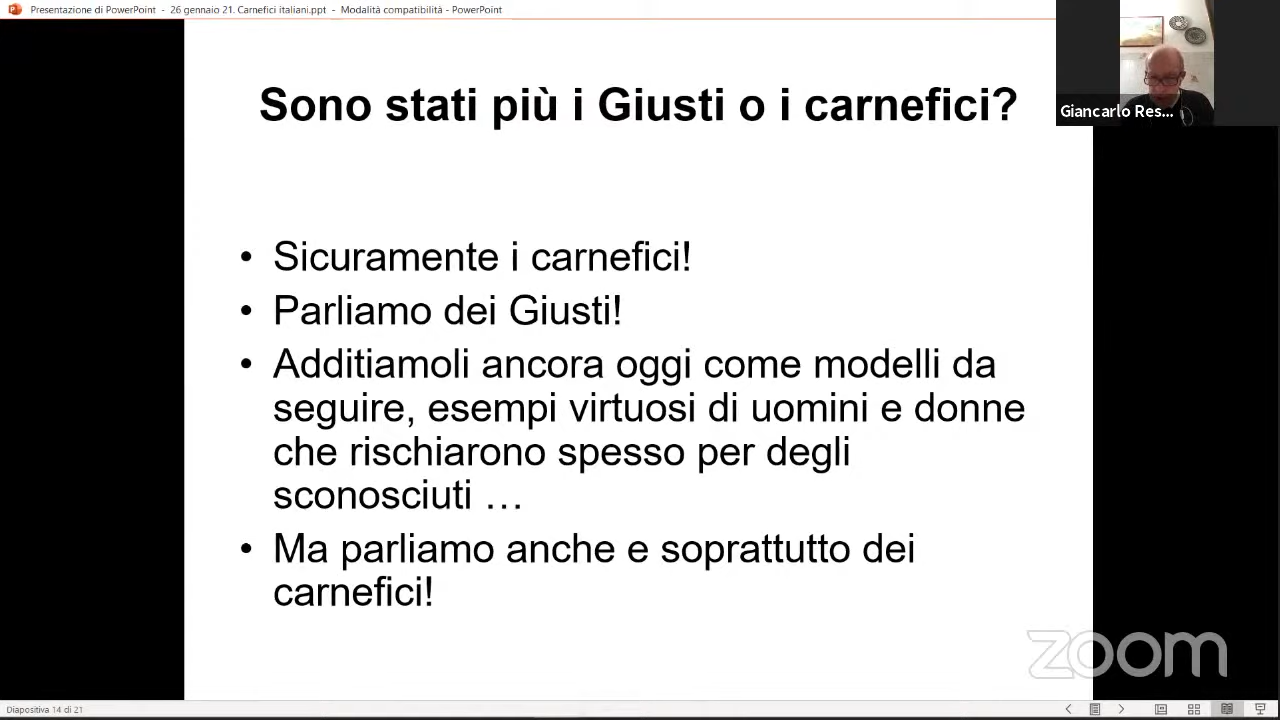 Presentazione di PowerPoint - 26 gennaio 21. Carnefici italiani.ppt - Modalità compatibilità - PowerPoint
Giancarlo Res...
Sono stati più i Giusti o i carnefici?
• Sicuramente i carnefici!
• Parliamo dei Giusti!
• Additiamoli ancora oggi come modelli da
seguire, esempi virtuosi di uomini e donne
che rischiarono spesso per degli
sconosciuti …
• Ma parliamo anche e soprattutto dei
carnefici!
zoom
Diapositiva 14 di 21